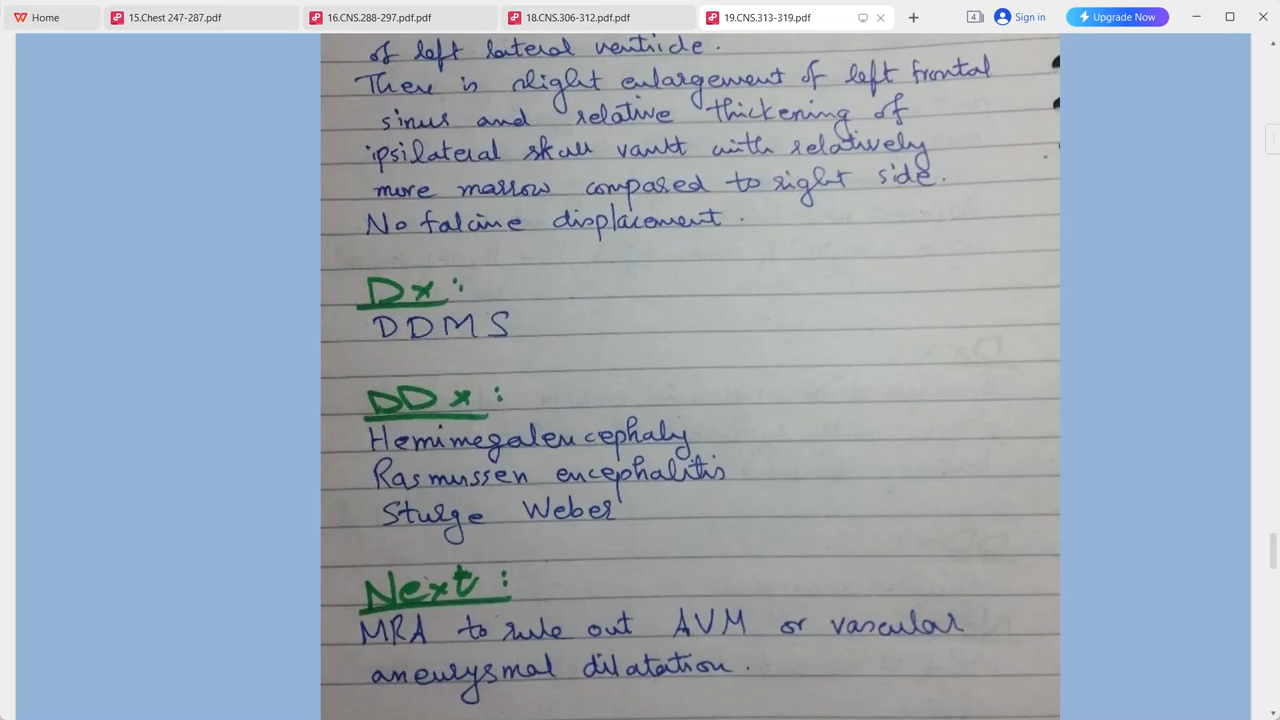 Home
15.Chest 247-287.pdf
16.CNS.288-297.pdf.pdf
18.CNS.306-312.pdf.pdf
19.CNS.313-319.pdf
4
Sign in
Upgrade Now
of left lateral ventricle.
There is slight enlargement of left frontal
sinus and relative thickening of
ipsilateral skull vault with relatively
more marrow compared to right side.
No falcine displacement.
Dx:
DDMS
DDx:
Hemimegalencephaly
Rasmussen encephalitis
Sturge Weber
Next:
MRA to rule out AVM or vascular
aneurysmal dilatation.